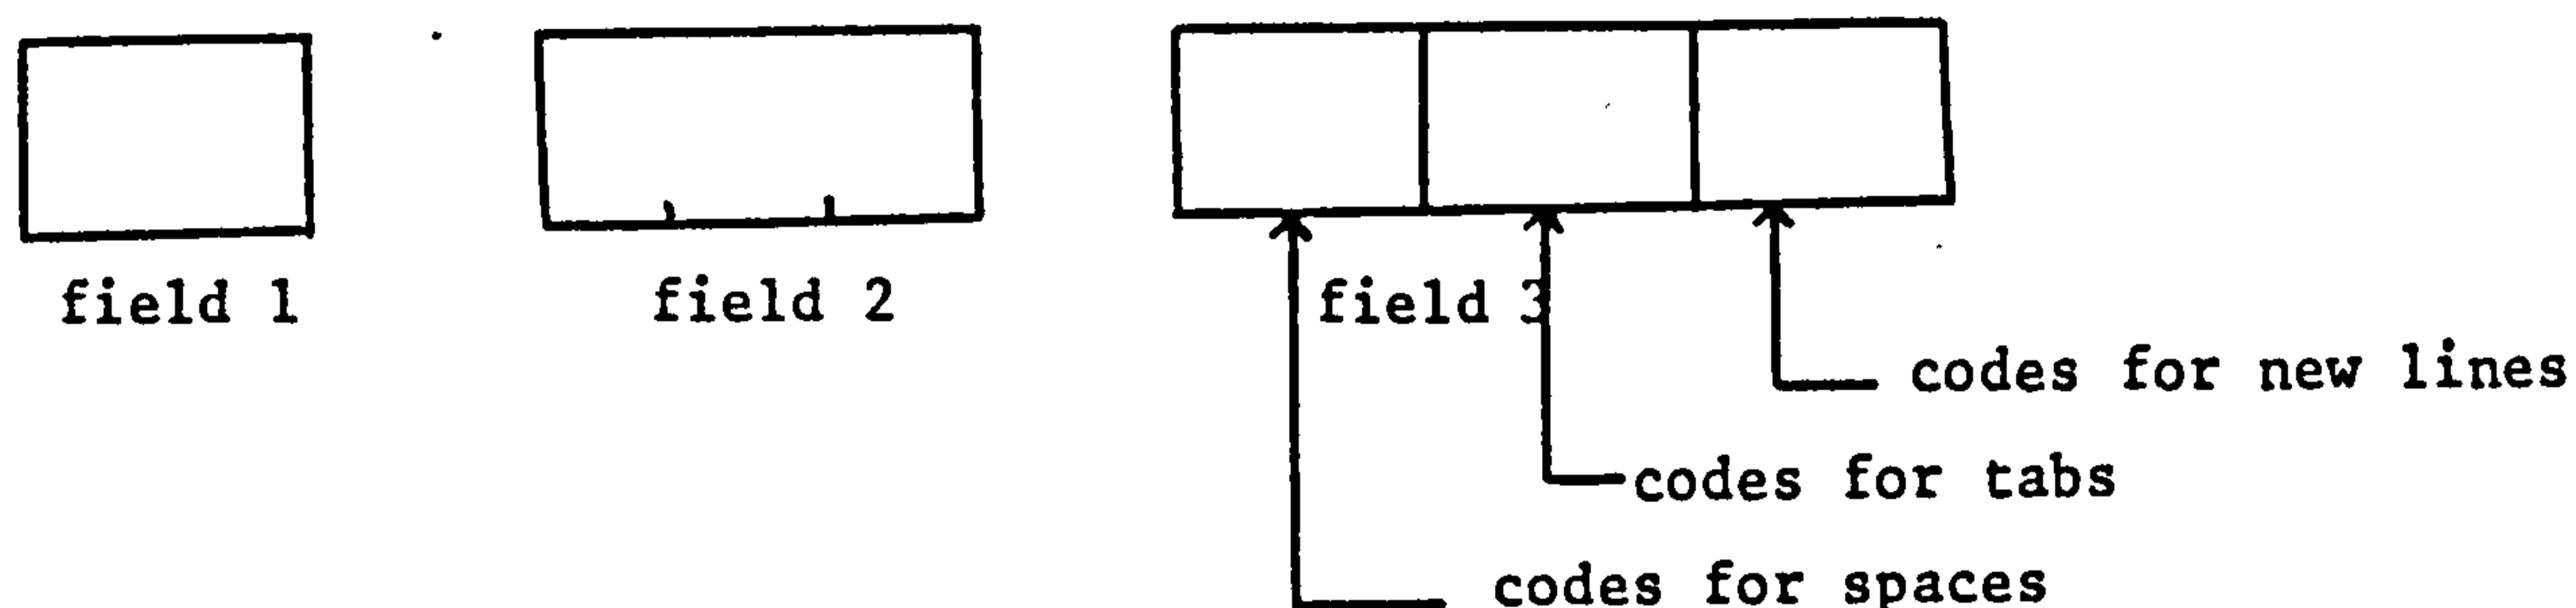 field 1 field 2 field 3
codes for new lines
codes for tabs
codes for spaces